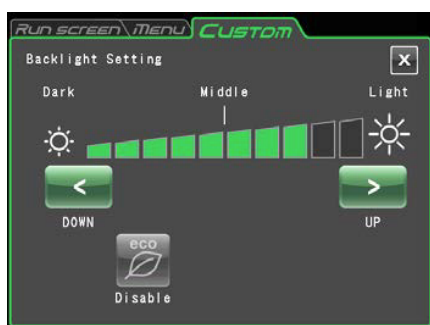 Run screen Menu Custom
Backlight Setting X
Dark Middle Light
< >
DOWN UP
eco
Disable